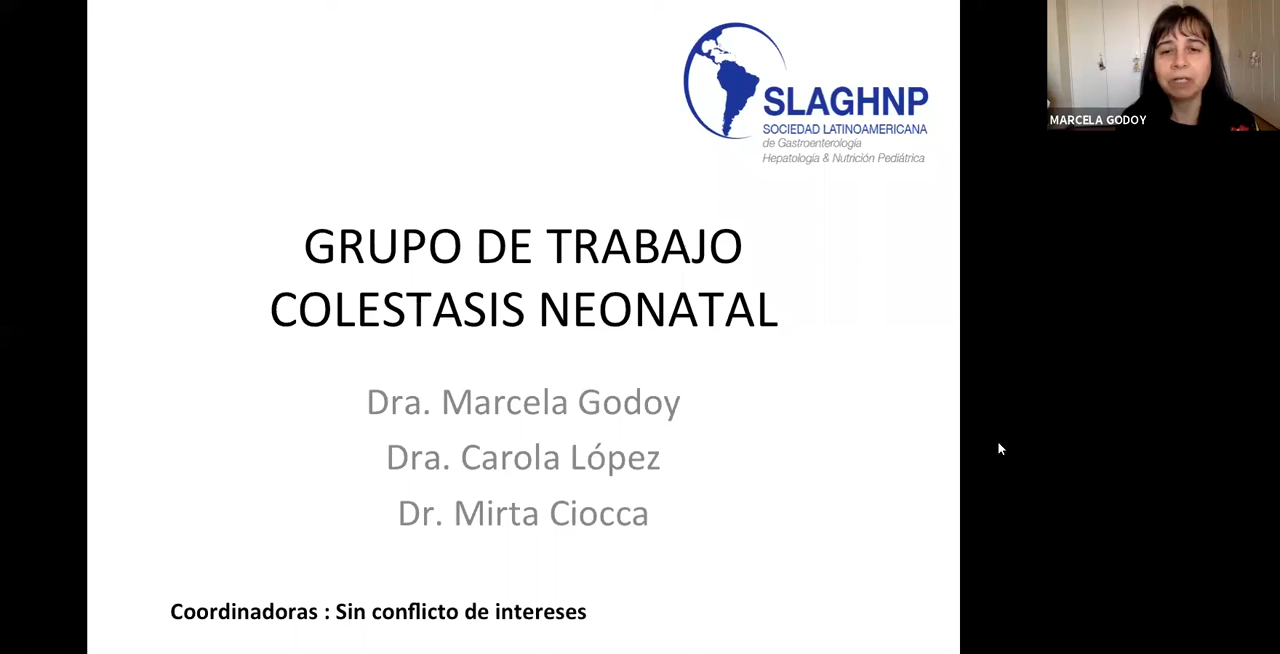 SLAGHNP
SOCIEDAD LATINOAMERICANA
de Gastroenterología
Hepatología & Nutrición Pediátrica
MARCELA GODOY
GRUPO DE TRABAJO
COLESTASIS NEONATAL
Dra. Marcela Godoy
Dra. Carola López
Dr. Mirta Ciocca
Coordinadoras : Sin conflicto de intereses